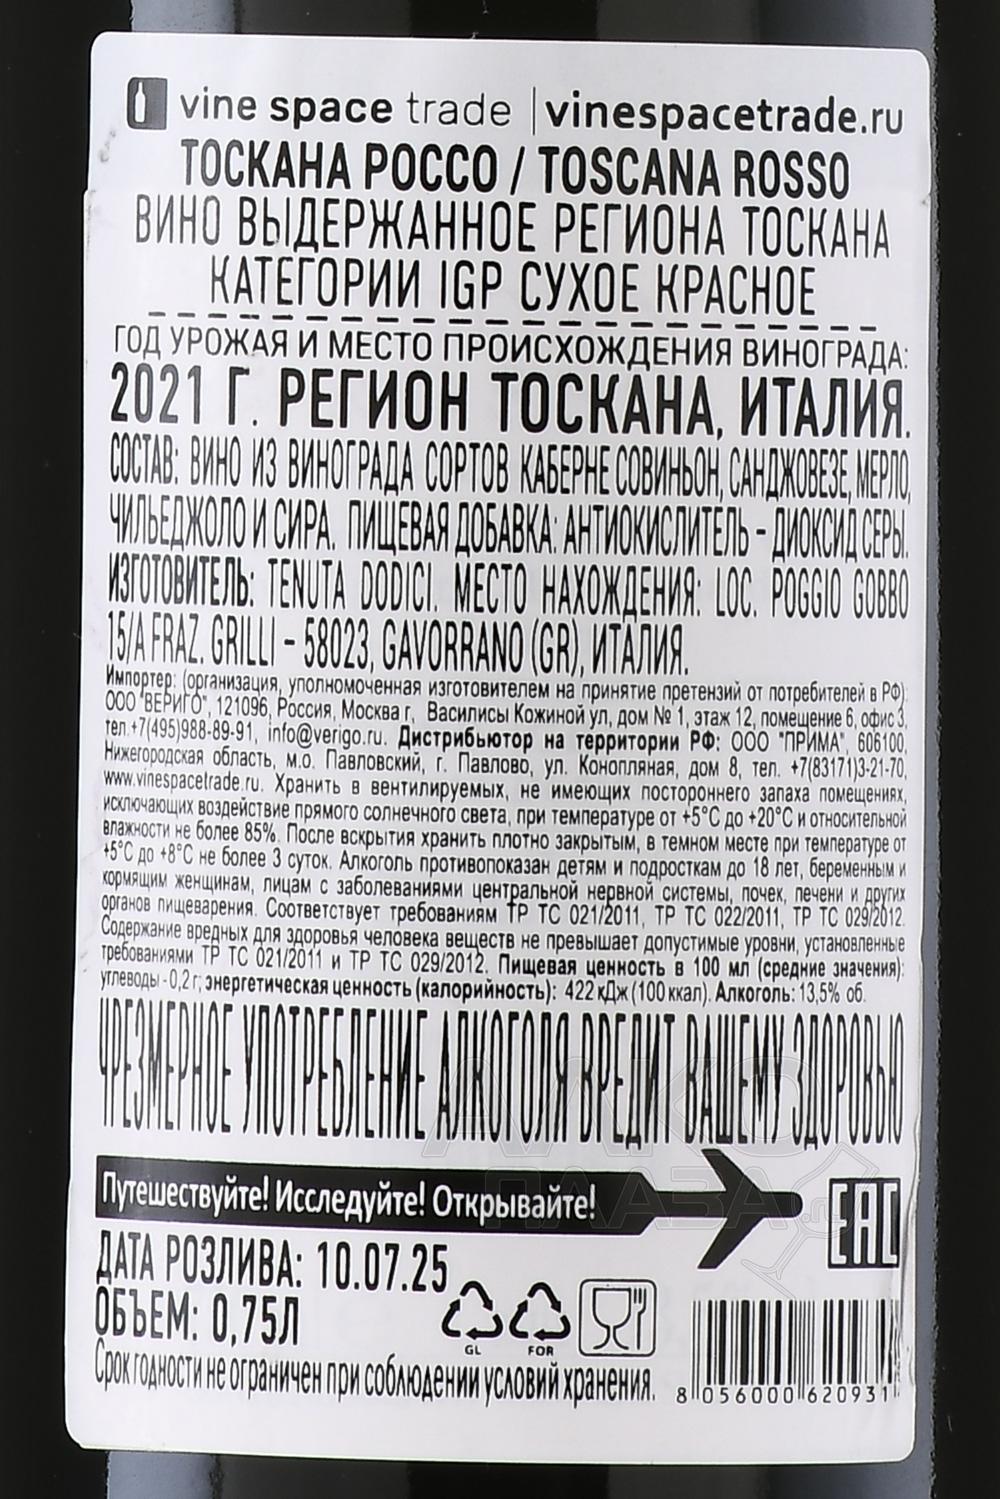 vine space trade | vinespacetrade.ru
ТОСКАНА РОССО / TOSCANA ROSSO
ВИНО ВЫДЕРЖАННОЕ РЕГИОНА ТОСКАНА
КАТЕГОРИИ IGP СУХОЕ КРАСНОЕ
ГОД УРОЖАЯ И МЕСТО ПРОИСХОЖДЕНИЯ ВИНОГРАДА:
2021 Г. РЕГИОН ТОСКАНА, ИТАЛИЯ.
СОСТАВ: ВИНО ИЗ ВИНОГРАДА СОРТОВ КАБЕРНЕ СОВИНЬОН, САНДЖОВЕЗЕ, МЕРЛО,
ЧИЛЬЕДЖОЛО И СИРА. ПИЩЕВАЯ ДОБАВКА: АНТИОКИСЛИТЕЛЬ – ДИОКСИД СЕРЫ.
ИЗГОТОВИТЕЛЬ: TENUTA DODICI. МЕСТО НАХОЖДЕНИЯ: LOC. POGGIO GOBBO
15/A FRAZ. GRILLI – 58023, GAVORRANO (GR), ИТАЛИЯ.
Импортер: (организация, уполномоченная изготовителем на принятие претензий от потребителей в РФ)
ООО "ВЕРИГО", 121096, Россия, Москва г, Василисы Кожиной ул, дом № 1, этаж 12, помещение 6, офис 3,
тел.+7(495)988-89-91, info@verigo.ru. Дистрибьютор на территории РФ: ООО "ПРИМА", 606100,
Нижегородская область, м.о. Павловский, г. Павлово, ул. Конопляная, дом 8, тел. +7(83171)3-21-70,
www.vinespacetrade.ru. Хранить в вентилируемых, не имеющих постороннего запаха помещениях,
исключающих воздействие прямого солнечного света, при температуре от +5°С до +20°С и относительной
влажности не более 85%. После вскрытия хранить плотно закрытым, в темном месте при температуре от
+5°С до +8°С не более 3 суток. Алкоголь противопоказан детям и подросткам до 18 лет, беременным и
кормящим женщинам, лицам с заболеваниями центральной нервной системы, почек, печени и других
органов пищеварения. Соответствует требованиям ТР ТС 021/2011, ТР ТС 022/2011, ТР ТС 029/2012.
Содержание вредных для здоровья человека веществ не превышает допустимые уровни, установленные
требованиями ТР ТС 021/2011 и ТР ТС 029/2012. Пищевая ценность в 100 мл (средние значения):
углеводы - 0,2 г; энергетическая ценность (калорийность): 422 кДж (100 ккал). Алкоголь: 13,5% об.
ЧРЕЗМЕРНОЕ УПОТРЕБЛЕНИЕ АЛКОГОЛЯ ВРЕДИТ ВАШЕМУ ЗДОРОВЬЮ
АЛКО
ПЛАЗА.ru
Путешествуйте! Исследуйте! Открывайте!
EAC
ДАТА РОЗЛИВА: 10.07.25
ОБЪЕМ: 0,75Л
GL FOR
Срок годности не ограничен при соблюдении условий хранения.
8 056000 620931